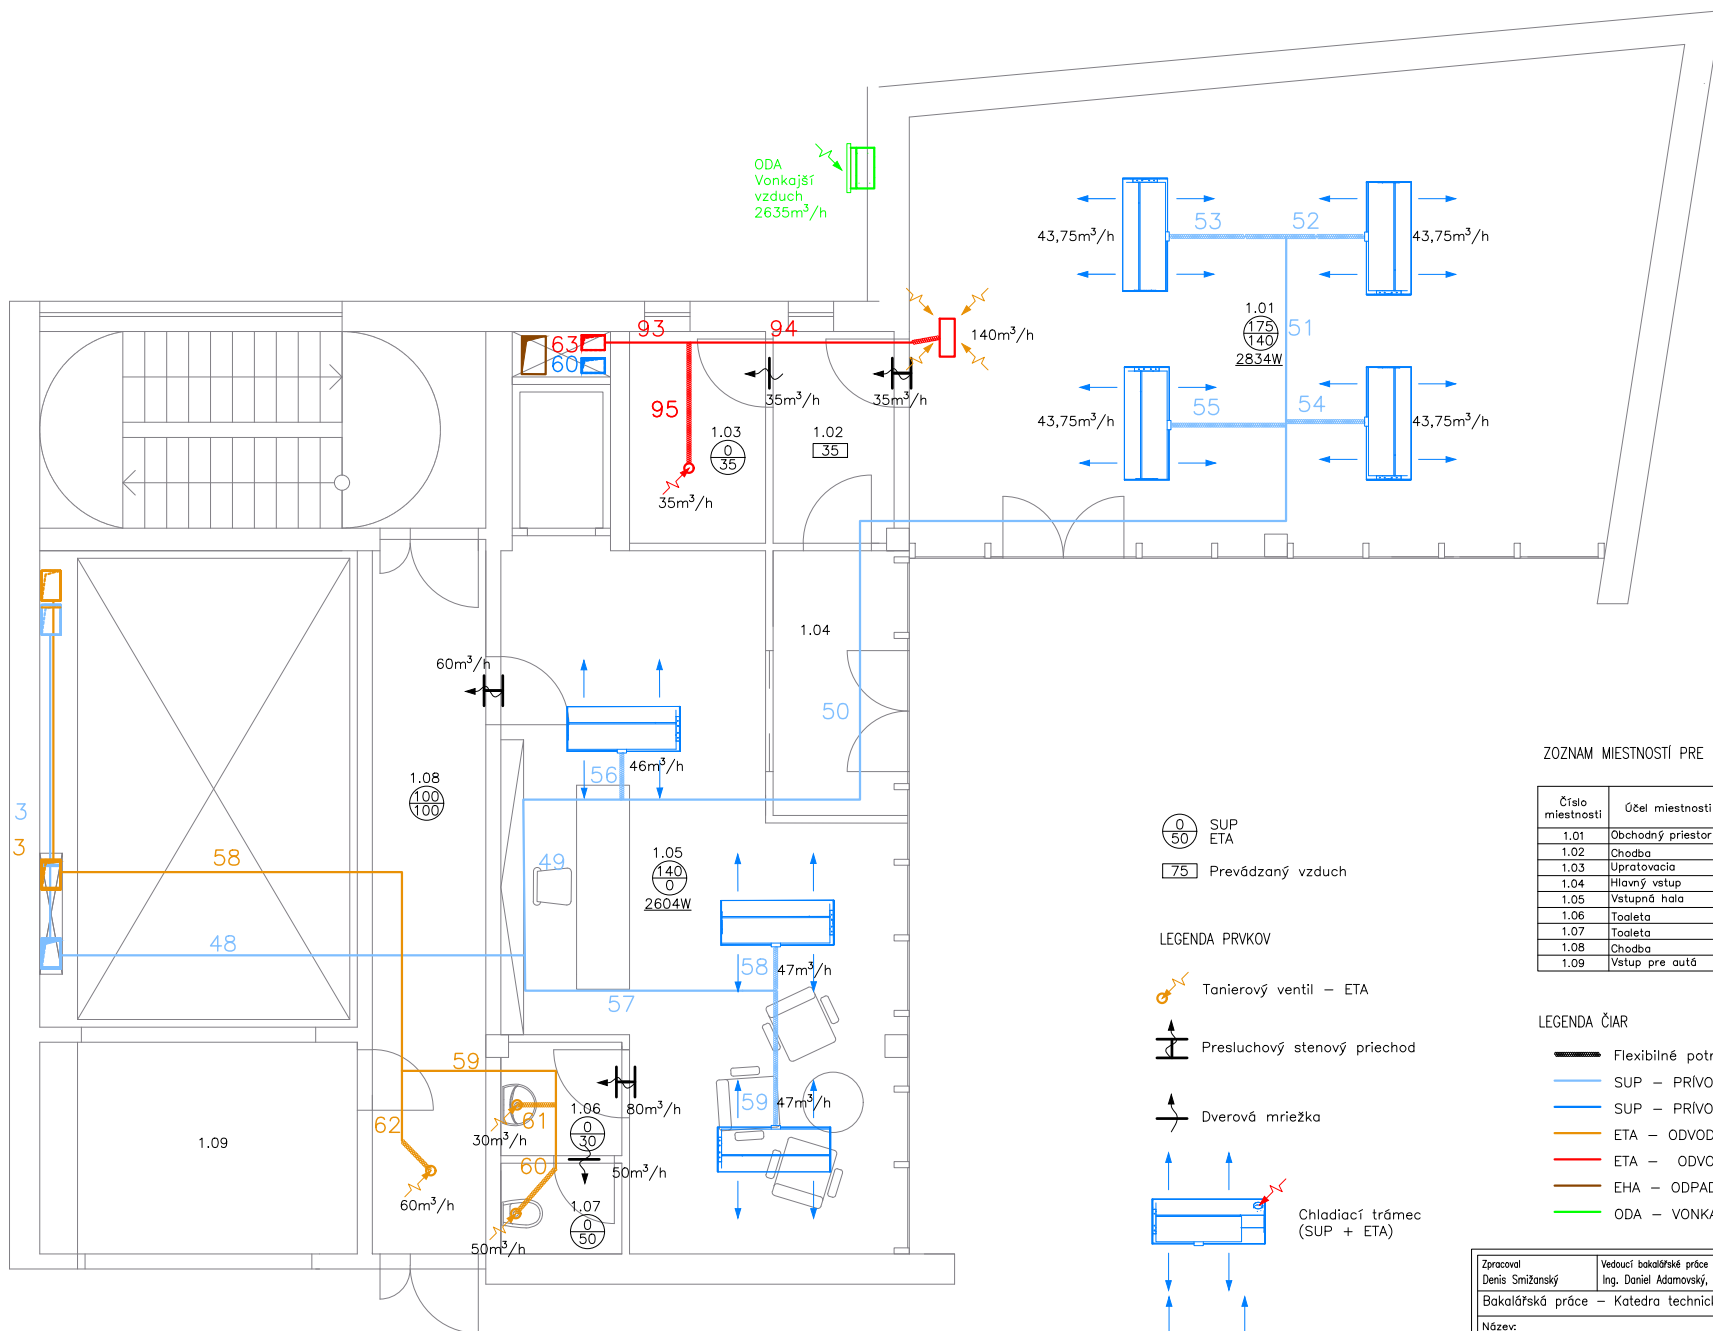 ODA
Vonkajší
vzduch
2635m³/h
43,75m³/h
53
52
43,75m³/h
1.01
175
140
2834W
51
43,75m³/h
55
54
43,75m³/h
63
60
93
94
140m³/h
35m³/h
35m³/h
95
1.03
0
35
1.02
35
35m³/h
1.04
60m³/h
50
46m³/h
56
1.08
100
100
3
3
58
49
1.05
140
0
2604W
48
58
47m³/h
57
59
59
47m³/h
1.06
0
30
80m³/h
61
30m³/h
62
1.09
60
50m³/h
60m³/h
1.07
0
50
50m³/h
0
50
SUP
ETA
75 Prevádzaný vzduch
LEGENDA PRVKOV
Tanierový ventil – ETA
Presluchový stenový priechod
Dverová mriežka
Chladiací trámec
(SUP + ETA)
ZOZNAM MIESTNOSTÍ PRE
Číslo
miestnosti
Účel miestnosti
1.01 Obchodný priestor
1.02 Chodba
1.03 Upratovacia
1.04 Hlavný vstup
1.05 Vstupná hala
1.06 Toaleta
1.07 Toaleta
1.08 Chodba
1.09 Vstup pre autá
LEGENDA ČIAR
Flexibilné potr
SUP – PRÍVO
SUP – PRÍVO
ETA – ODVOD
ETA – ODVO
EHA – ODPAD
ODA – VONKA
Zpracoval
Denis Smižanský
Vedoucí bakalářské práce
Ing. Daniel Adamovský,
Bakalářská práce – Katedra technick
Název: